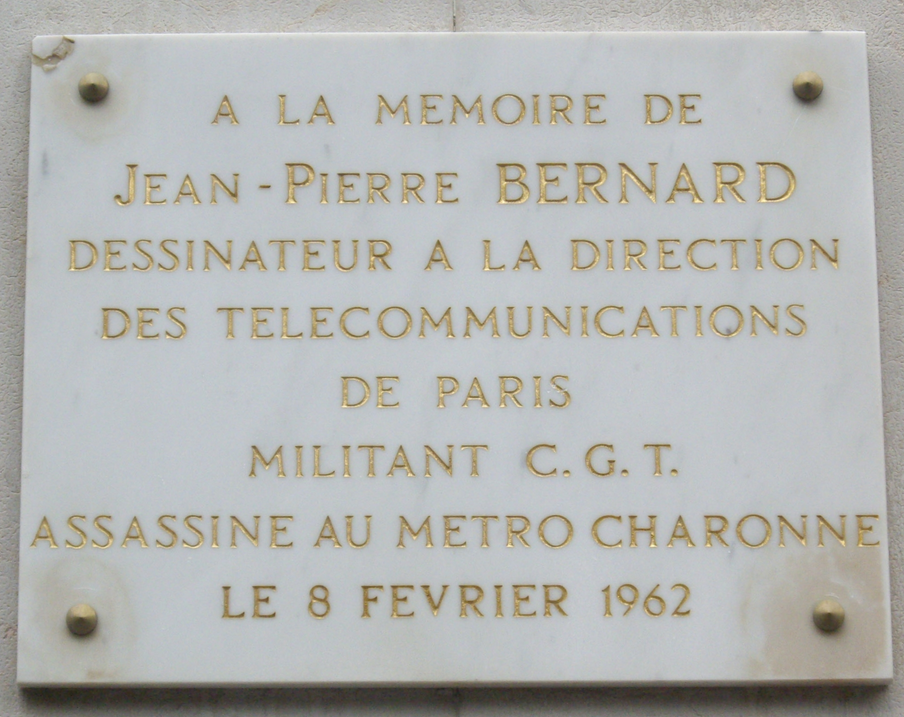 A LA MEMOIRE DE
JEAN-PIERRE BERNARD
DESSINATEUR A LA DIRECTION
DES TELECOMMUNICATIONS
DE PARIS
MILITANT C.G.T.
ASSASSINE AU METRO CHARONNE
LE 8 FEVRIER 1962